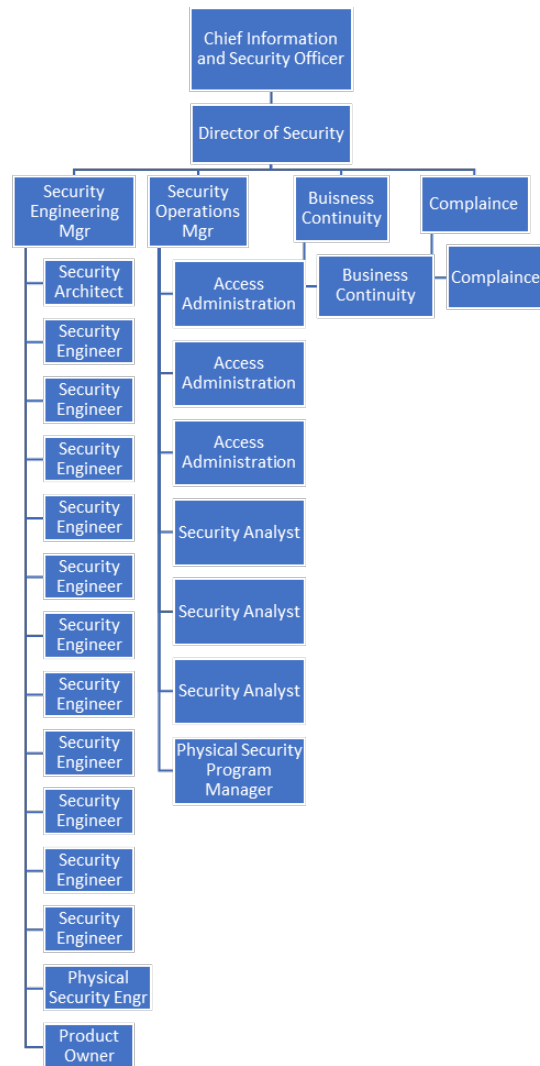 Chief Information
and Security Officer
Director of Security
Security
Engineering
Mgr
Security
Operations
Mgr
Buisness
Continuity
Complaince
Security
Architect
Security
Engineer
Security
Engineer
Security
Engineer
Security
Engineer
Security
Engineer
Security
Engineer
Security
Engineer
Security
Engineer
Security
Engineer
Security
Engineer
Security
Engineer
Physical
Security Engr
Product
Owner
Access
Administration
Access
Administration
Access
Administration
Security Analyst
Security Analyst
Security Analyst
Physical Security
Program
Manager
Business
Continuity
Complaince